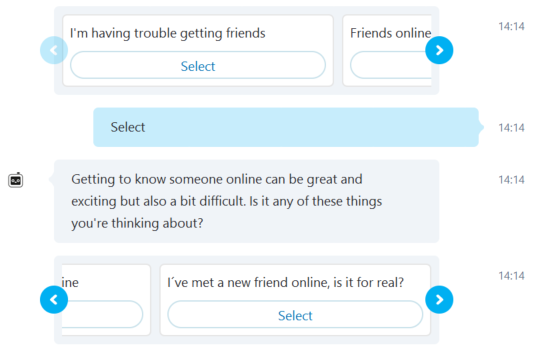 I'm having trouble getting friends
Friends online
14:14
Select
Select
14:14
Getting to know someone online can be great and
14:14
exciting but also a bit difficult. Is it any of these things
you're thinking about?
ine
I´ve met a new friend online, is it for real?
14:14
Select